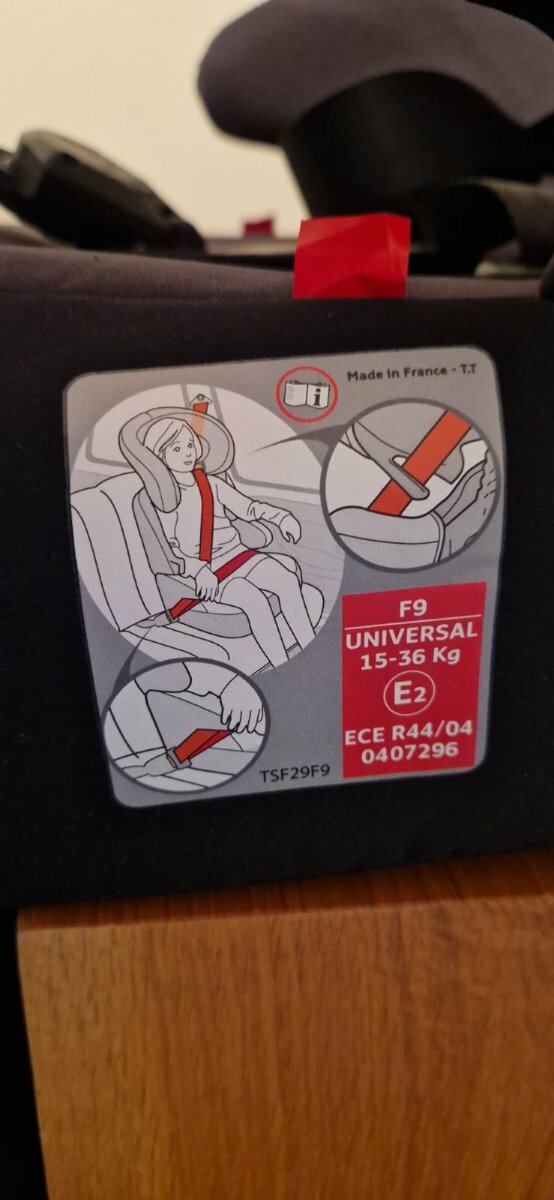 i
Made in France - T.T
F9
UNIVERSAL
15-36 Kg
E2
ECE R44/04
0407296
TSF29F9